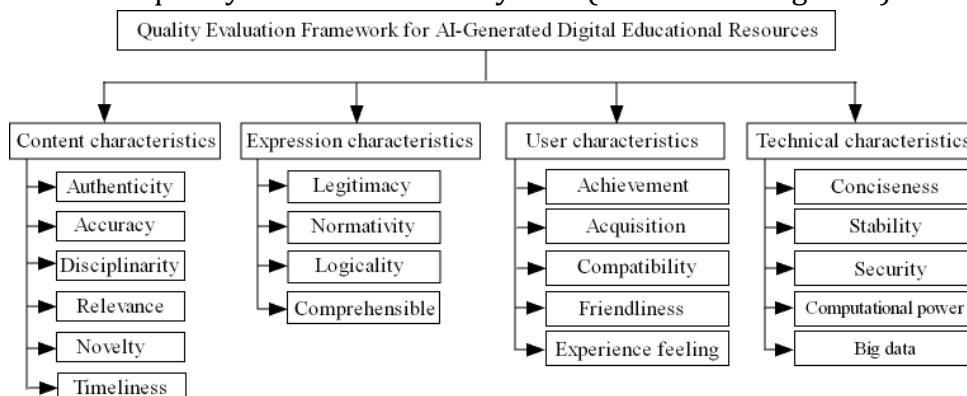 Quality Evaluation Framework for AI-Generated Digital Educational Resources
Content characteristics
Authenticity
Accuracy
Disciplinarity
Relevance
Novelty
Timeliness
Expression characteristics
Legitimacy
Normativity
Logicality
Comprehensible
User characteristics
Achievement
Acquisition
Compatibility
Friendliness
Experience feeling
Technical characteristics
Conciseness
Stability
Security
Computational power
Big data